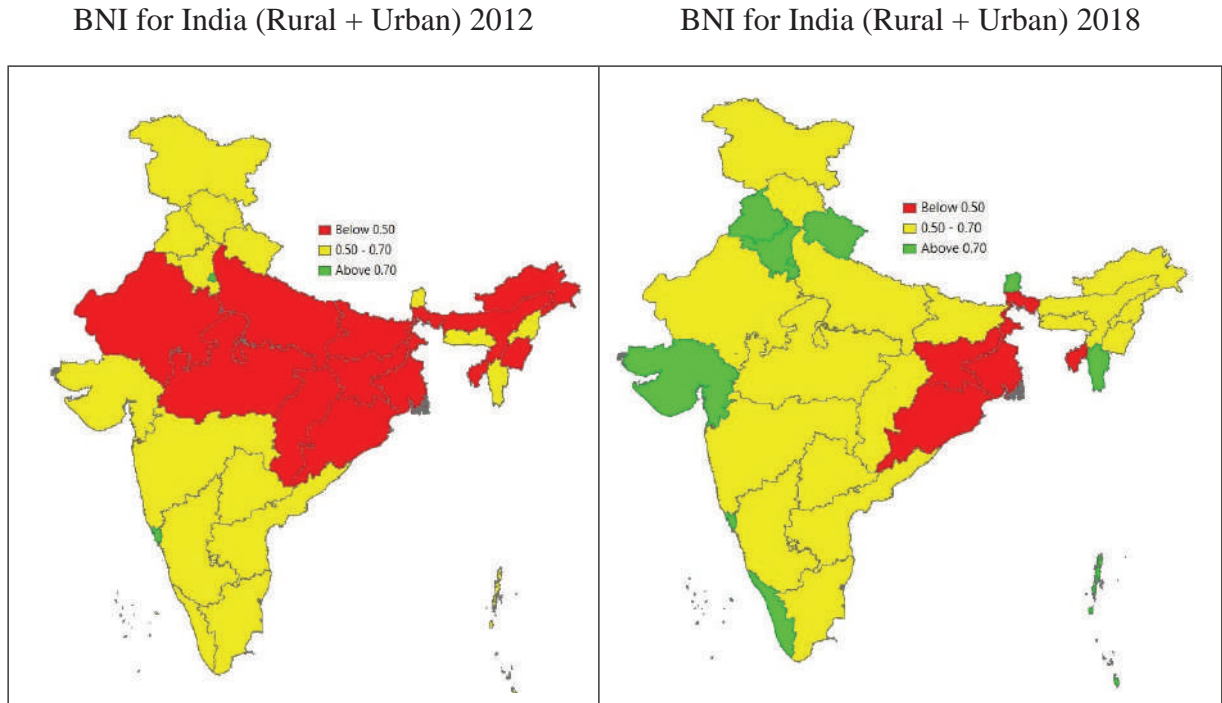 BNI for India (Rural + Urban) 2012
BNI for India (Rural + Urban) 2018
Below 0.50
0.50 - 0.70
Above 0.70
Below 0.50
0.50 - 0.70
Above 0.70